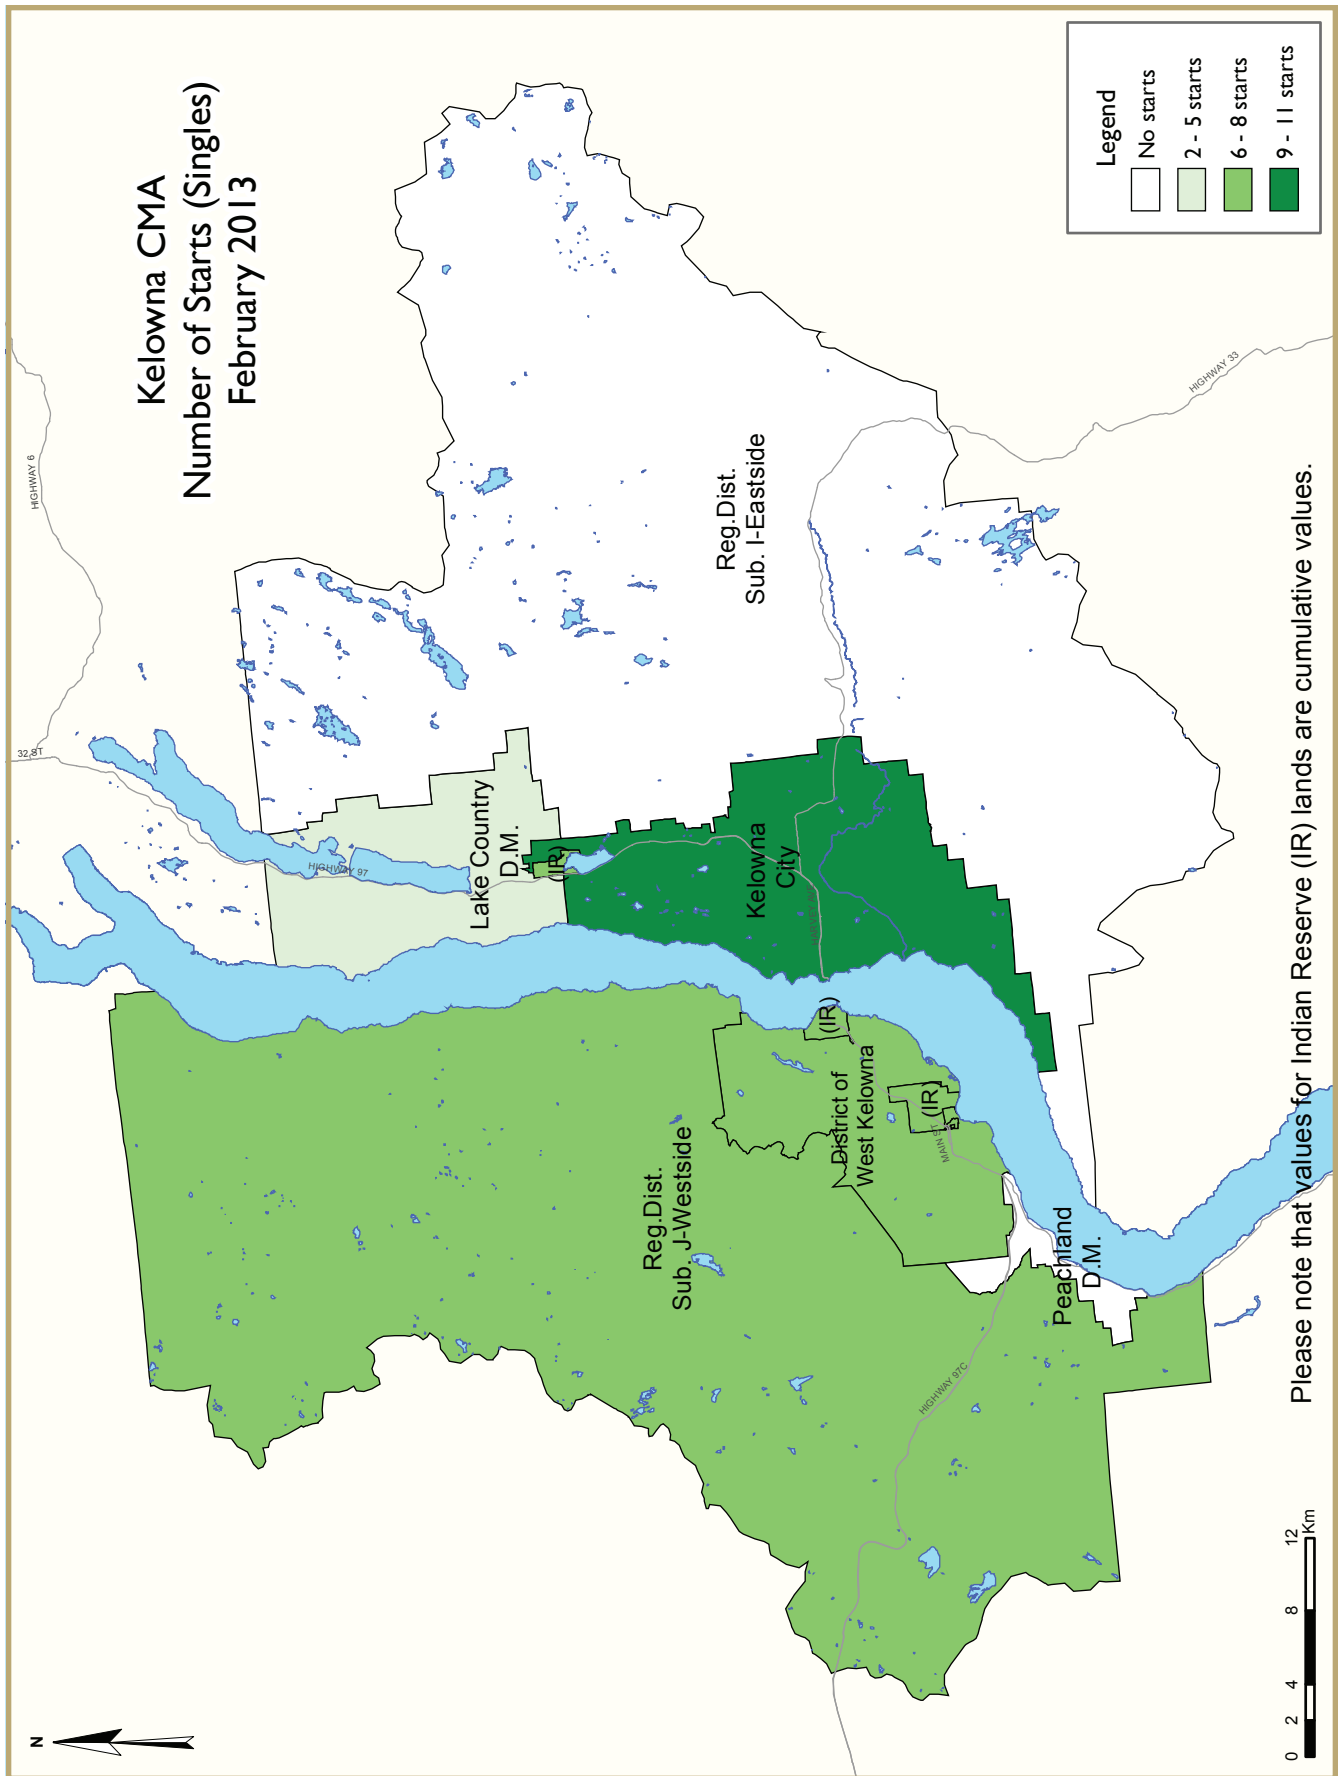 Kelowna CMA
Number of Starts (Singles)
February 2013
N
HIGHWAY 6
32 ST
HIGHWAY 97
Lake Country
D.M.
(IR)
Reg.Dist.
Sub. I-Eastside
HIGHWAY 33
Kelowna
City
(IR)
District of
West Kelowna
(IR)
MAIN ST
Reg.Dist.
Sub. J-Westside
HIGHWAY 97C
Peachland
D.M.
Legend
No starts
2 - 5 starts
6 - 8 starts
9 - 11 starts
0 2 4 8 12
Km
Please note that values for Indian Reserve (IR) lands are cumulative values.